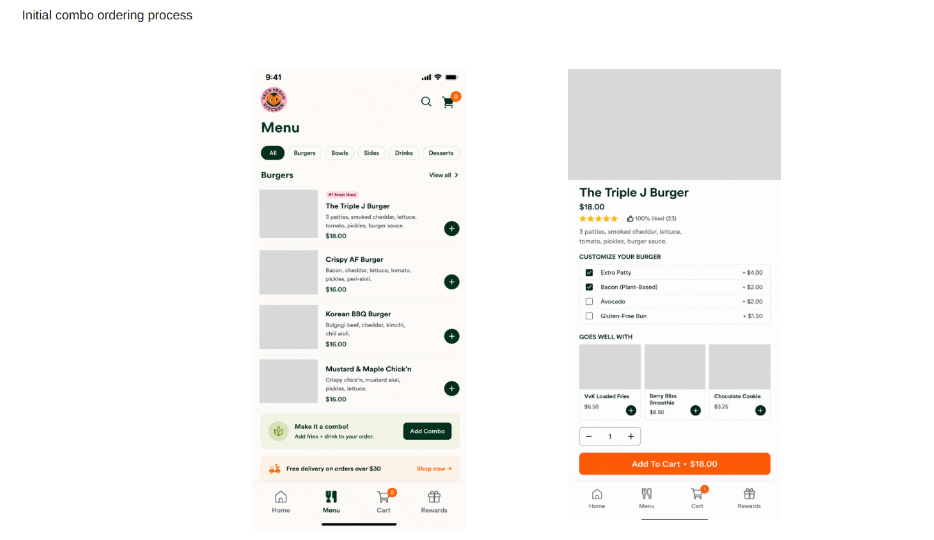 Initial combo ordering process
9:41
0
Menu
All Burgers Bowls Sides Drinks Desserts
Burgers View all >
#1 Most liked
The Triple J Burger
3 patties, smoked cheddar, lettuce,
tomato, pickles, burger sauce.
$18.00
+
Crispy AF Burger
Bacon, cheddar, lettuce, tomato,
pickles, peri-aioli.
$16.00
+
Korean BBQ Burger
Bulgogi beef, cheddar, kimchi,
chili aioli.
$16.00
+
Mustard & Maple Chick'n
Crispy chick'n, mustard aioli,
pickles, lettuce.
$16.00
+
Make it a combo!
Add fries + drink to your order.
Add Combo
Free delivery on orders over $30 Shop now →
0
Home Menu Cart Rewards
The Triple J Burger
$18.00
100% liked (23)
3 patties, smoked cheddar, lettuce,
tomato, pickles, burger sauce.
CUSTOMIZE YOUR BURGER
Extra Patty + $4.00
Bacon (Plant-Based) + $2.00
Avocado + $2.00
Gluten-Free Bun + $1.50
GOES WELL WITH
VvK Loaded Fries
$6.50
+
Berry Bliss
Smoothie
$6.50
+
Chocolate Cookie
$3.25
+
− 1 +
Add To Cart • $18.00
1
Home Menu Cart Rewards